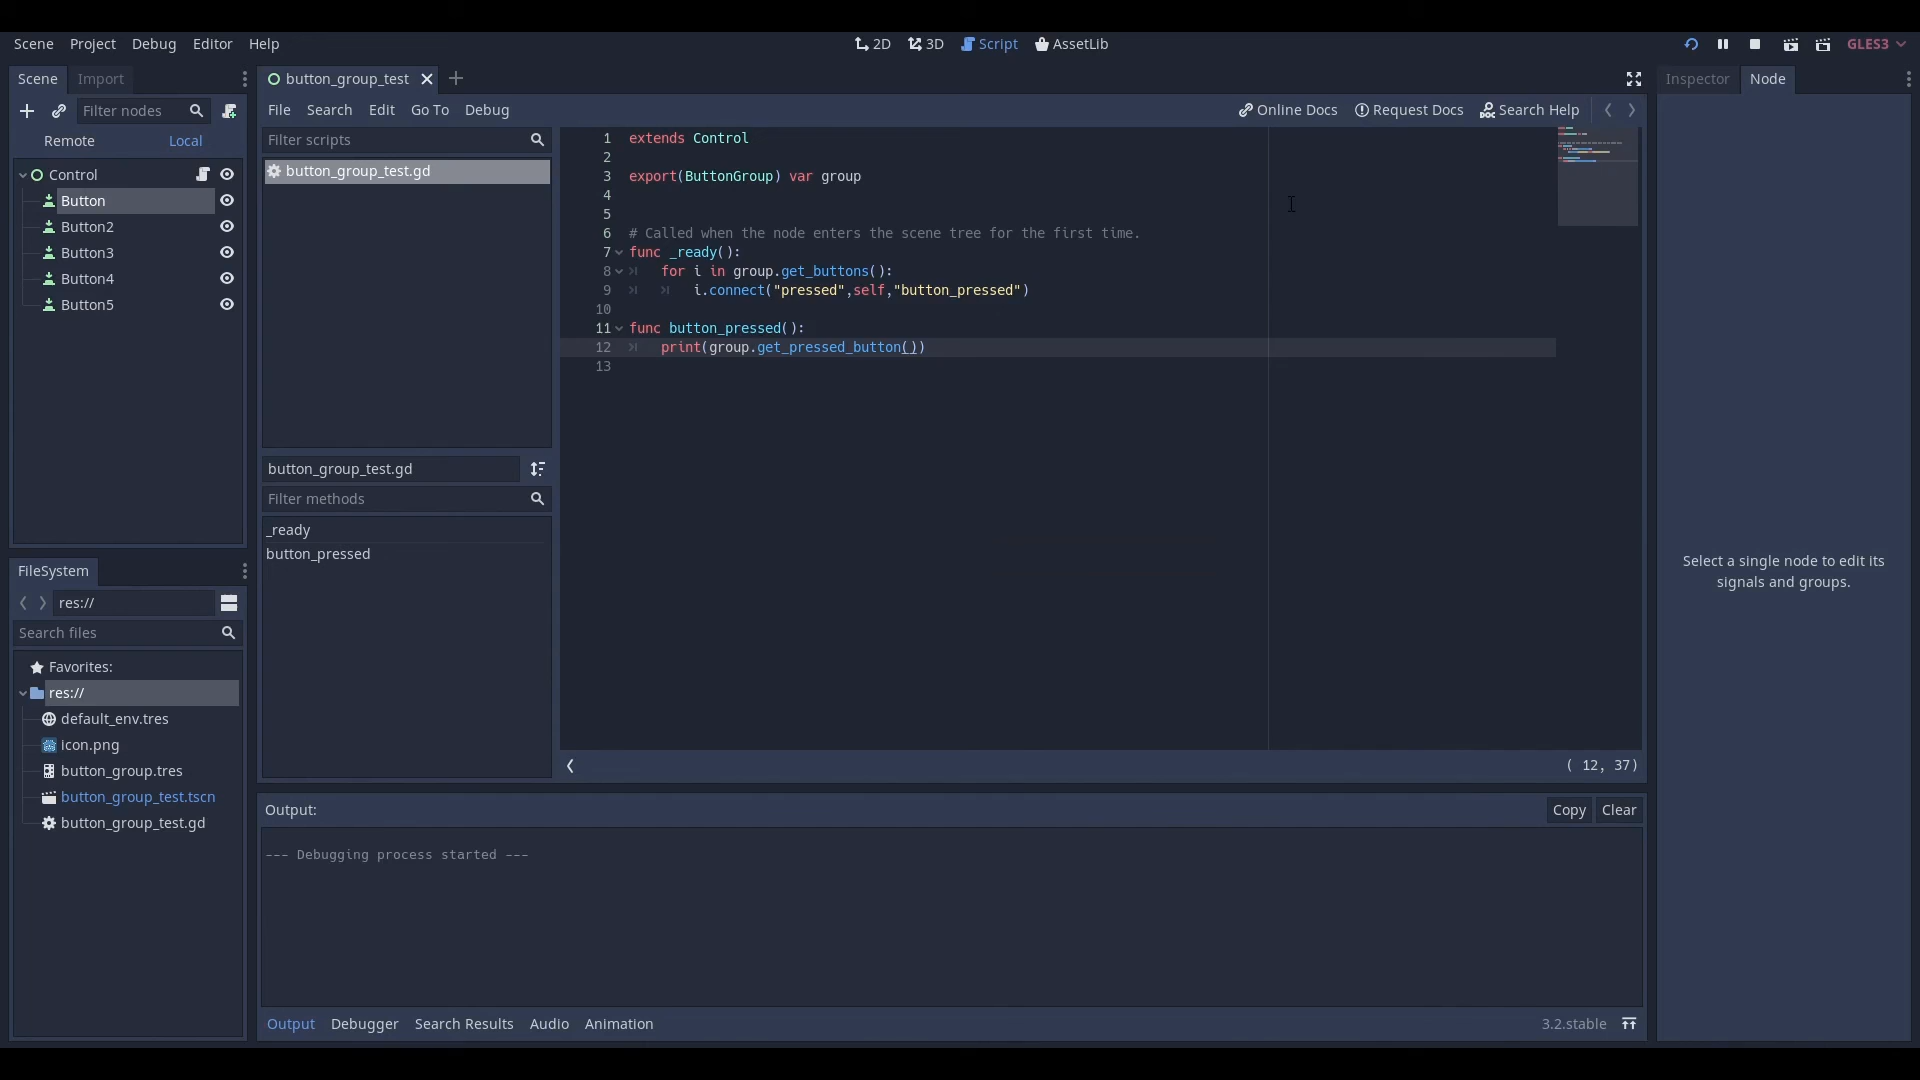 Scene Project Debug Editor Help
2D 3D Script AssetLib
GLES3
Scene Import
Filter nodes
Remote Local
Control
Button
Button2
Button3
Button4
Button5
FileSystem
res://
Search files
Favorites:
res://
default_env.tres
icon.png
button_group.tres
button_group_test.tscn
button_group_test.gd
button_group_test
File Search Edit Go To Debug
Online Docs Request Docs Search Help
Filter scripts
button_group_test.gd
button_group_test.gd
Filter methods
_ready
button_pressed
1 extends Control
2
3 export(ButtonGroup) var group
4
5
6 # Called when the node enters the scene tree for the first time.
7 func _ready():
8 for i in group.get_buttons():
9 i.connect("pressed",self,"button_pressed")
10
11 func button_pressed():
12 print(group.get_pressed_button())
13
( 12, 37)
Output:
Copy Clear
--- Debugging process started ---
Output Debugger Search Results Audio Animation
3.2.stable
Inspector Node
Select a single node to edit its
signals and groups.